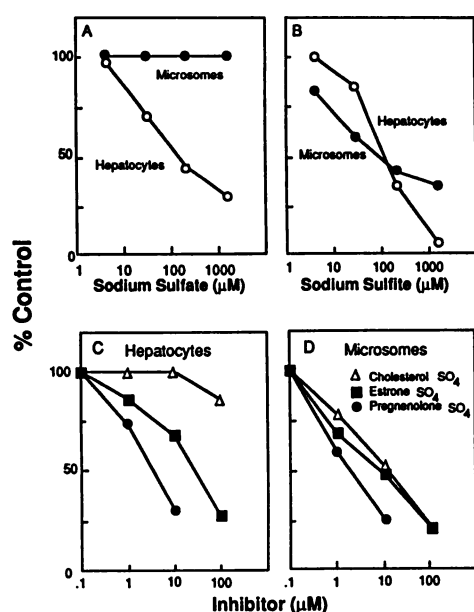 A
B
100
50
0
Microsomes
Hepatocytes
Hepatocytes
Microsomes
1 10 100 1000
1 10 100 1000
Sodium Sulfate (μM)
Sodium Sulfite (μM)
% Control
C Hepatocytes
D Microsomes
Cholesterol SO4
Estrone SO4
Pregnenolone SO4
100
50
0
.1 1 10 100
.1 1 10 100
Inhibitor (μM)